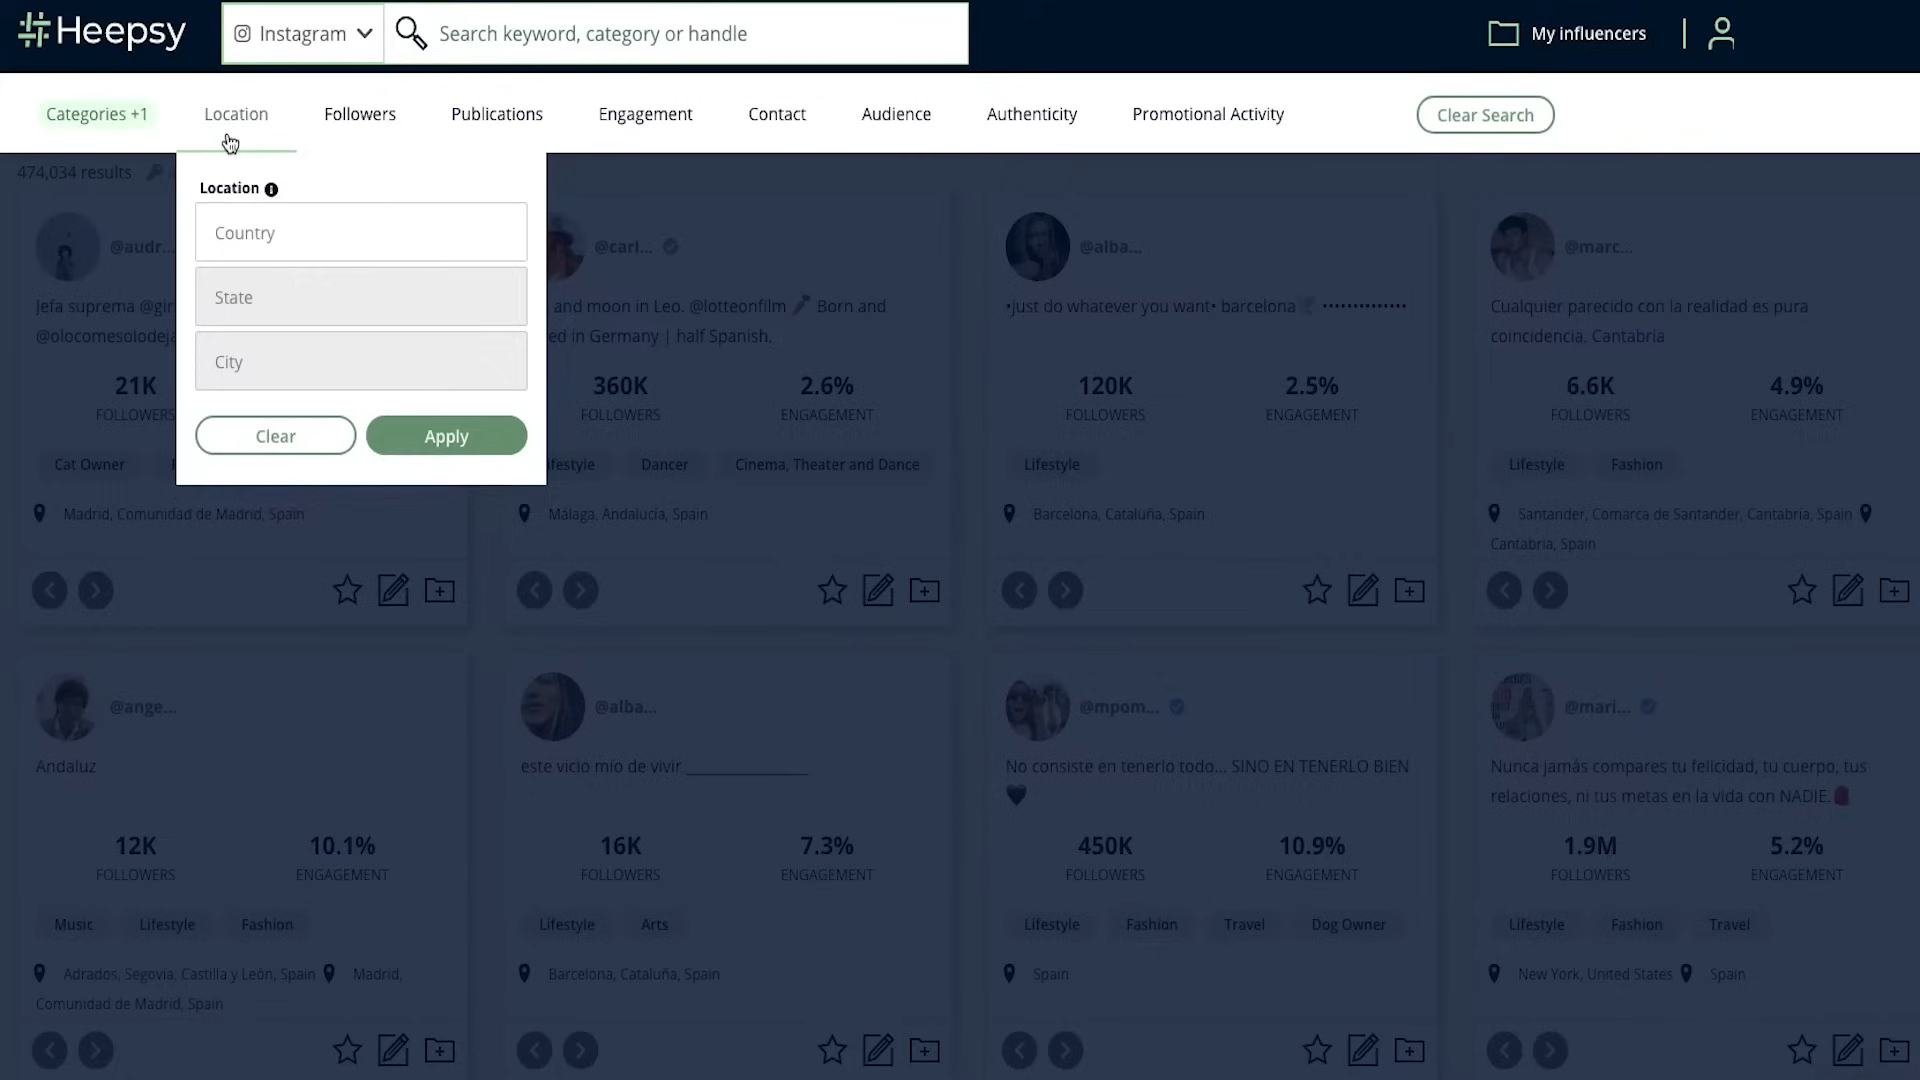 Heepsy
Instagram
Search keyword, category or handle
My influencers
Categories +1
Location
Followers
Publications
Engagement
Contact
Audience
Authenticity
Promotional Activity
Clear Search
474,034 results
Location
Country
State
City
Clear
Apply
@audr...
Jefa suprema
@olocomesolodeja
21K
FOLLOWERS
Cat Owner
Madrid, Comunidad de Madrid, Spain
@carl...
and moon in Leo. @lotteonfilm Born and
ed in Germany | half Spanish.
360K
FOLLOWERS
2.6%
ENGAGEMENT
ifestyle
Dancer
Cinema, Theater and Dance
Málaga, Andalucía, Spain
@alba...
•just do whatever you want• barcelona ••••••••••••••
120K
FOLLOWERS
2.5%
ENGAGEMENT
Lifestyle
Barcelona, Cataluña, Spain
@marc...
Cualquier parecido con la realidad es pura
coincidencia. Cantabria
6.6K
FOLLOWERS
4.9%
ENGAGEMENT
Lifestyle
Fashion
Santander, Comarca de Santander, Cantabria, Spain
Cantabria, Spain
@ange...
Andaluz
12K
FOLLOWERS
10.1%
ENGAGEMENT
Music
Lifestyle
Fashion
Adrados, Segovia, Castilla y León, Spain Madrid,
Comunidad de Madrid, Spain
@alba...
este vicio mío de vivir ________________
16K
FOLLOWERS
7.3%
ENGAGEMENT
Lifestyle
Arts
Barcelona, Cataluña, Spain
@mpom...
No consiste en tenerlo todo... SINO EN TENERLO BIEN
450K
FOLLOWERS
10.9%
ENGAGEMENT
Lifestyle
Fashion
Travel
Dog Owner
Spain
@mari...
Nunca jamás compares tu felicidad, tu cuerpo, tus
relaciones, ni tus metas en la vida con NADIE.
1.9M
FOLLOWERS
5.2%
ENGAGEMENT
Lifestyle
Fashion
Travel
New York, United States Spain